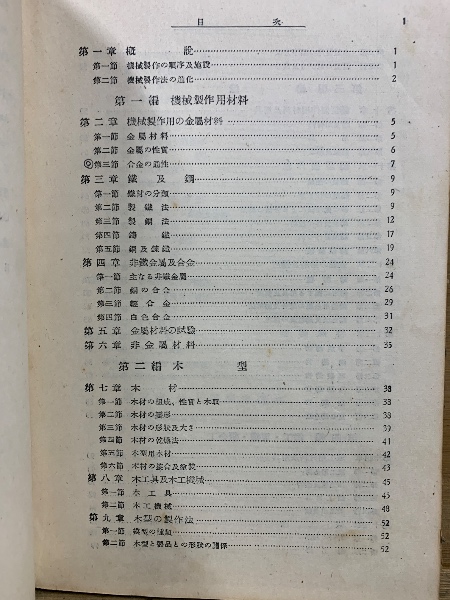 目 次 1
第一章 概 説 1
第一節 機械製作の順序及施設 1
第二節 機械製作法の進化 2
第一編 機械製作用材料
第二章 機械製作用の金屬材料 5
第一節 金屬材料 5
第二節 金屬の性質 6
◎第三節 合金の通性 7
第三章 鐵及鋼 9
第一節 鐵材の分類 9
第二節 製鐵法 9
第三節 製鋼法 12
第四節 鑄鐵 17
第五節 鋼及錬鐵 19
第四章 非鐵金屬及合金 24
第一節 主なる非鐵金屬 24
第二節 銅の合金 26
第三節 輕合金 29
第四節 白色合金 31
第五章 金屬材料の試驗 32
第六章 非金屬材料 35
第二編 木 型
第七章 木 材 38
第一節 木材の組成、性質と木取 38
第二節 木材の變形 38
第三節 木材の形狀及大さ 39
第四節 木材の乾燥法 41
第五節 木型用木材 42
第六節 木材の接合及塗裝 43
第八章 木工具及木工機械 45
第一節 木工具 45
第二節 木工機械 48
第九章 木型の製作法 52
第一節 模型の種類 52
第二節 木型と製品との形狀の關係 52